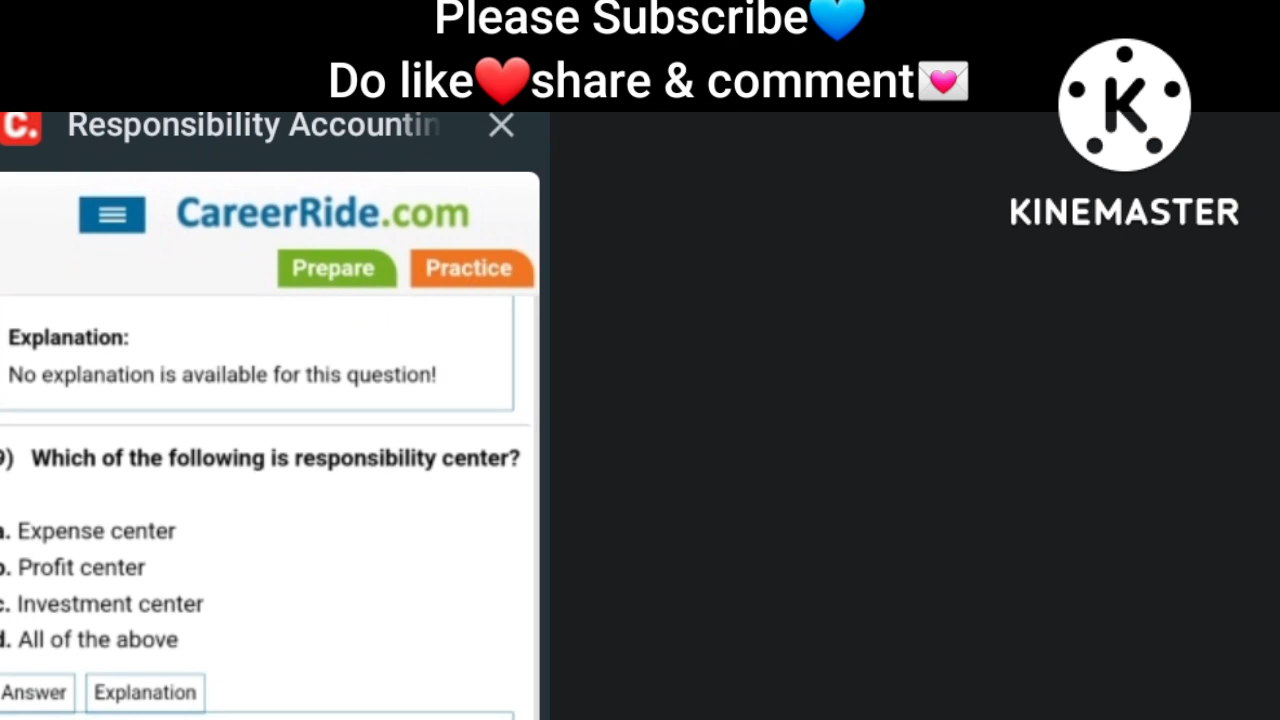 Please Subscribe💙
Do like❤️share & comment💌
K
KINEMASTER
C. Responsibility Accountin
CareerRide.com
Prepare Practice
Explanation:
No explanation is available for this question!
9) Which of the following is responsibility center?
a. Expense center
b. Profit center
c. Investment center
d. All of the above
Answer Explanation